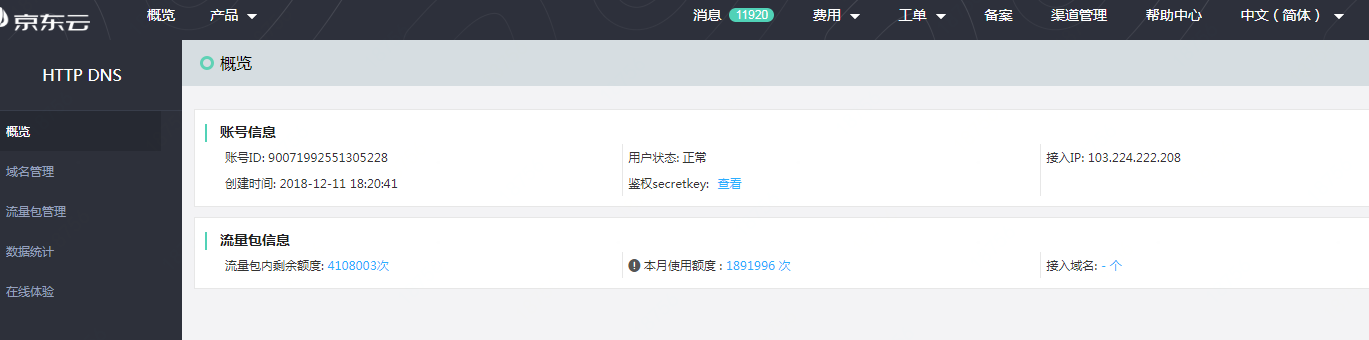 京东云 概览 产品 消息 11920 费用 工单 备案 渠道管理 帮助中心 中文（简体）
HTTP DNS
概览
域名管理
流量包管理
数据统计
在线体验
概览
账号信息
账号ID: 90071992551305228 用户状态: 正常 接入IP: 103.224.222.208
创建时间: 2018-12-11 18:20:41 鉴权secretkey: 查看
流量包信息
流量包内剩余额度: 4108003次 本月使用额度 : 1891996 次 接入域名: - 个